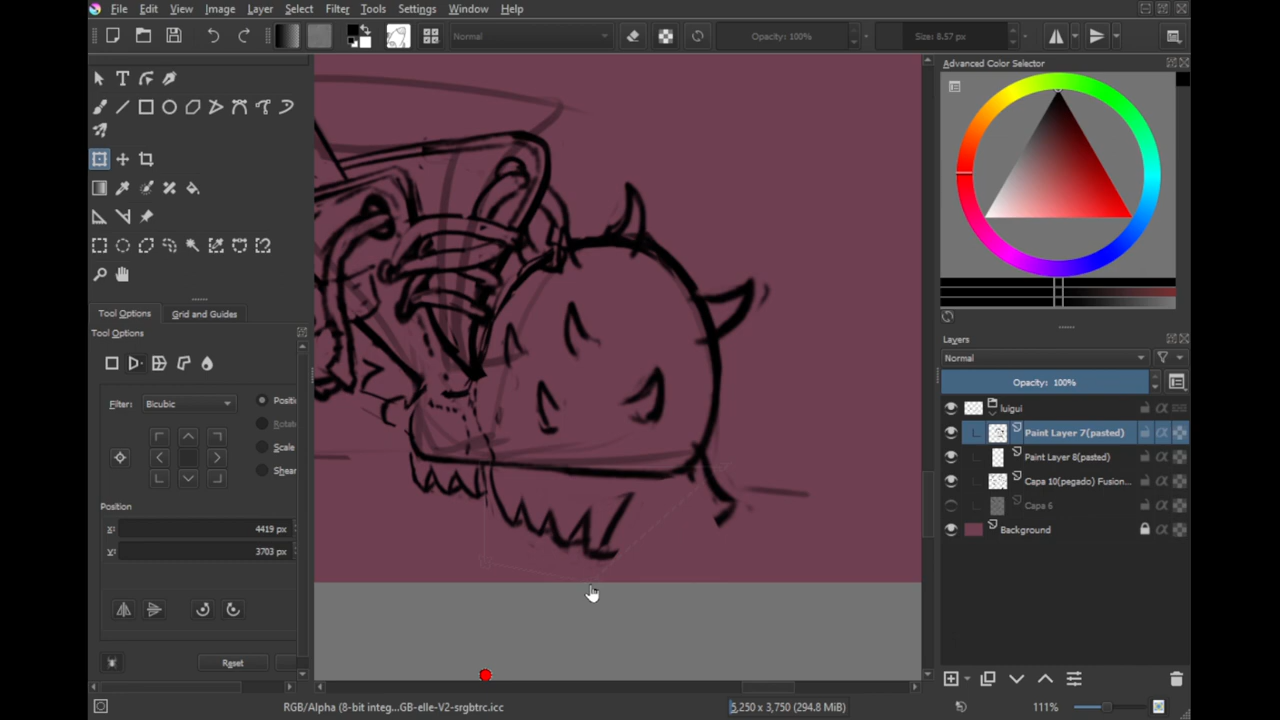 File Edit View Image Layer Select Filter Tools Settings Window Help
Normal Opacity: 100% Size: 8.57 px
Advanced Color Selector
Tool Options Grid and Guides
Tool Options
Filter: Bicubic
Positi
Rotate
Scale
Shear
Position
x: 4419 px
y: 3703 px
Reset
Layers
Normal
Opacity: 100%
luigui
Paint Layer 7(pasted)
Paint Layer 8(pasted)
Capa 10(pegado) Fusion...
Capa 6
Background
RGB/Alpha (8-bit integ...GB-elle-V2-srgbtrc.icc
5,250 x 3,750 (294.8 MiB)
111%